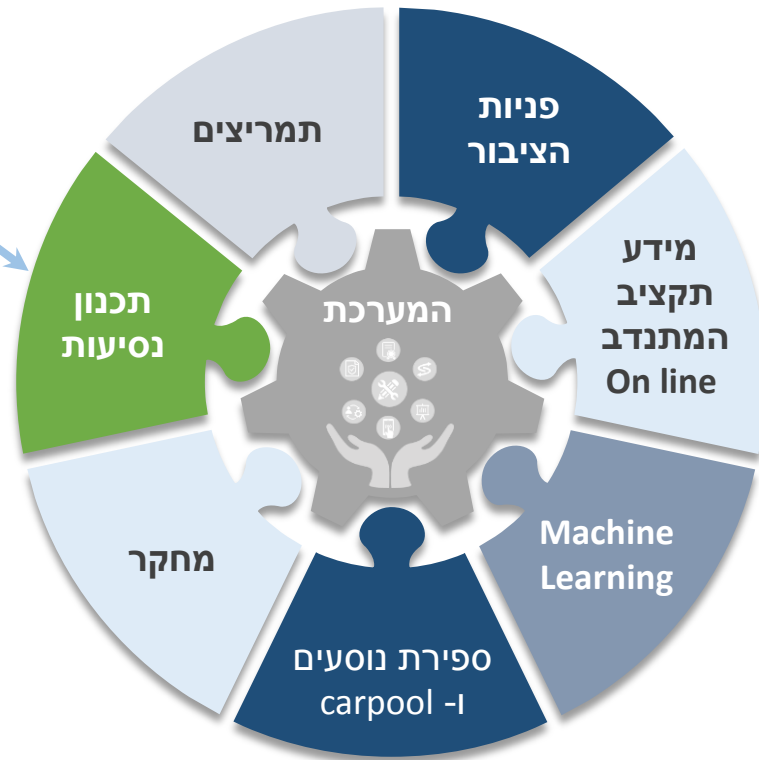 פניות
הציבור
מידע
תקציב
המתנדב
On line
Machine
Learning
ספירת נוסעים
ו- carpool
מחקר
תכנון
נסיעות
תמריצים
המערכת